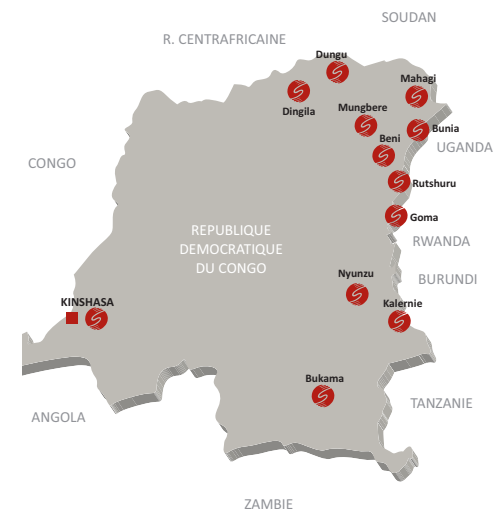 SOUDAN
R. CENTRAFRICAINE
Dungu
Mahagi
Dingila
Mungbere
Bunia
Beni
UGANDA
CONGO
Rutshuru
Goma
REPUBLIQUE
DEMOCRATIQUE
DU CONGO
RWANDA
BURUNDI
Nyunzu
KINSHASA
Kalernie
Bukama
ANGOLA
TANZANIE
ZAMBIE